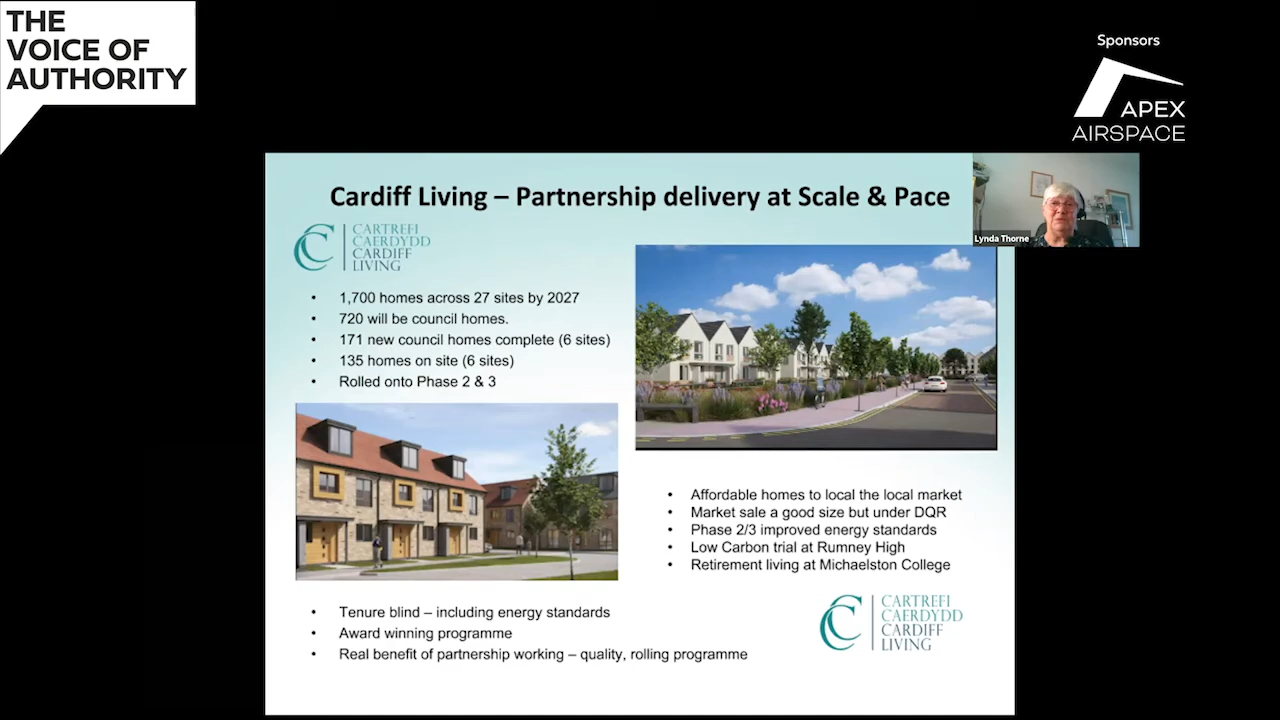 THE
VOICE OF
AUTHORITY
Sponsors
APEX
AIRSPACE
Cardiff Living – Partnership delivery at Scale & Pace
Lynda Thorne
CARTREFI
CAERDYDD
CARDIFF
LIVING
• 1,700 homes across 27 sites by 2027
• 720 will be council homes.
• 171 new council homes complete (6 sites)
• 135 homes on site (6 sites)
• Rolled onto Phase 2 & 3
• Affordable homes to local the local market
• Market sale a good size but under DQR
• Phase 2/3 improved energy standards
• Low Carbon trial at Rumney High
• Retirement living at Michaelston College
• Tenure blind – including energy standards
• Award winning programme
• Real benefit of partnership working – quality, rolling programme
CARTREFI
CAERDYDD
CARDIFF
LIVING